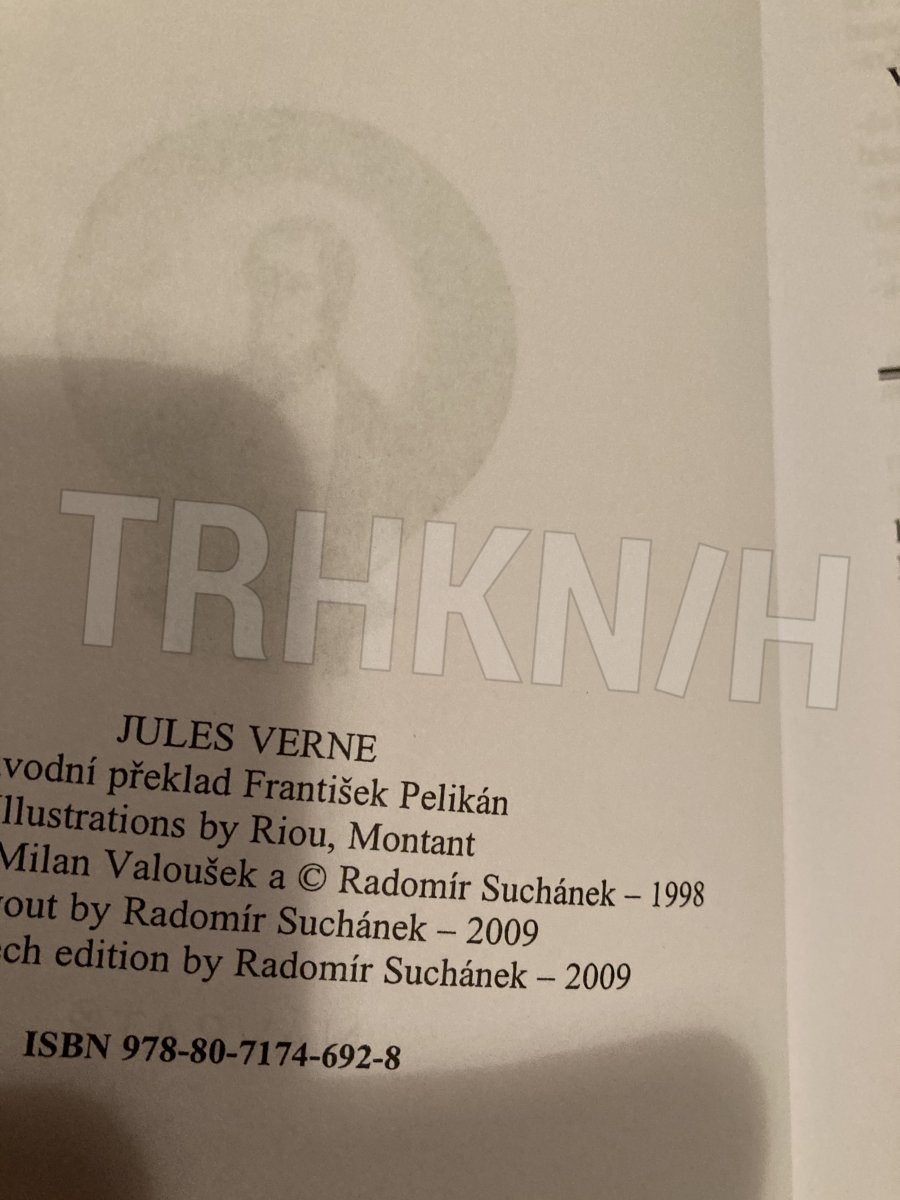 TRHKN/H
JULES VERNE
vodní překlad František Pelikán
Illustrations by Riou, Montant
Milan Valoušek a © Radomír Suchánek – 1998
out by Radomír Suchánek – 2009
ch edition by Radomír Suchánek – 2009
ISBN 978-80-7174-692-8